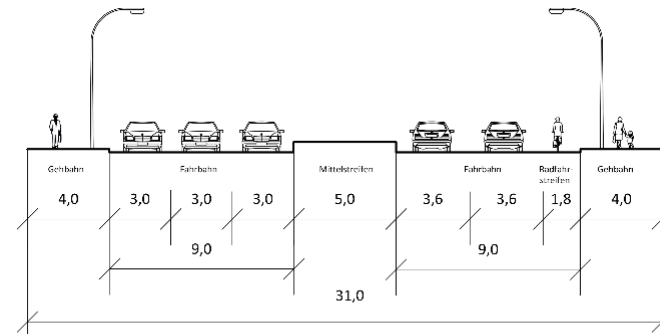 Gehbahn Fahrbahn Mittelstreifen Fahrbahn Radfahr-
streifen Gehbahn
4,0 3,0 3,0 3,0 5,0 3,6 3,6 1,8 4,0
9,0 9,0
31,0